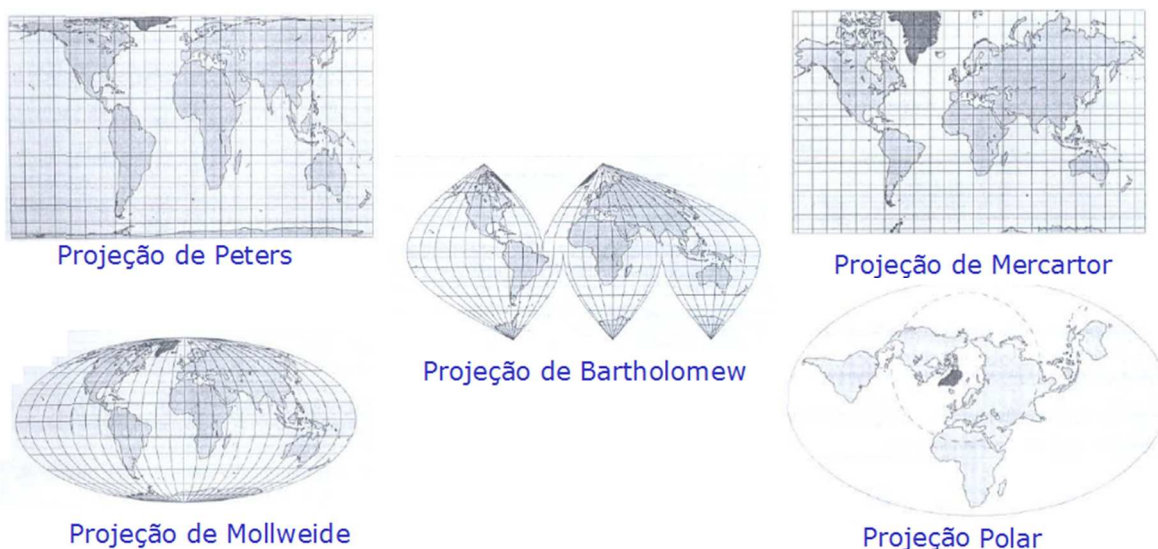 Projeção de Peters
Projeção de Mercartor
Projeção de Bartholomew
Projeção de Mollweide
Projeção Polar